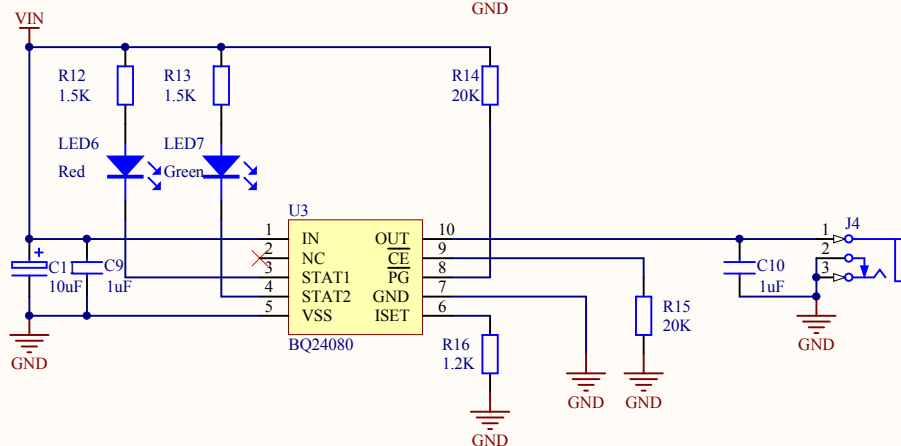 GND
VIN
R12
1.5K
R13
1.5K
R14
20K
LED6
Red
LED7
Green
U3
1 IN OUT 10
2 NC CE 9
3 STAT1 PG 8
4 STAT2 GND 7
5 VSS ISET 6
BQ24080
C11
10uF
C9
1uF
GND
R16
1.2K
GND
GND
R15
20K
GND
C10
1uF
J4
1
2
3
GND